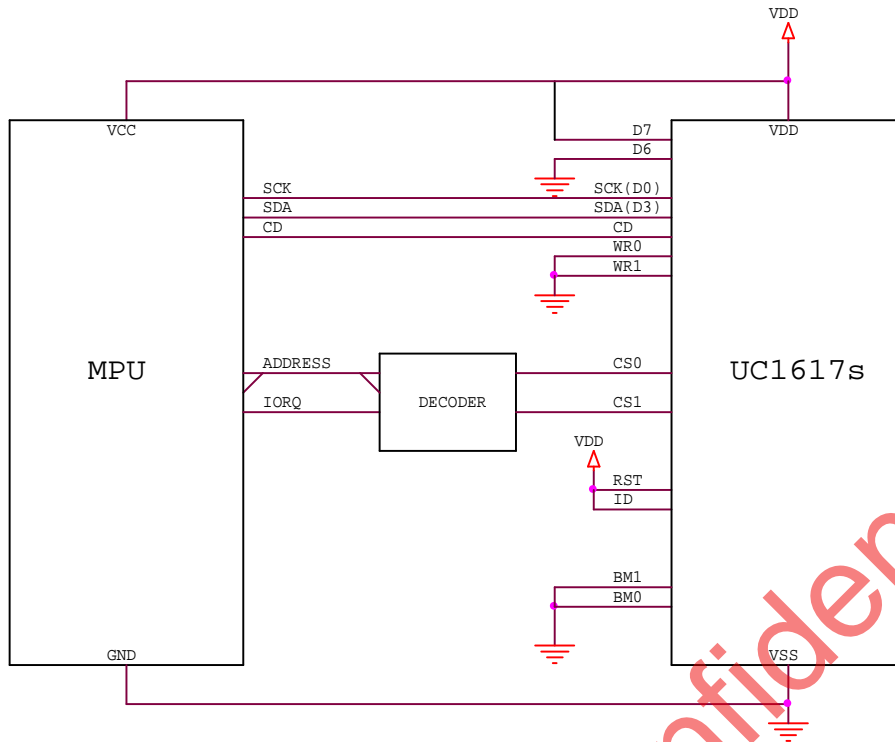 VDD
VCC
D7
VDD
D6
SCK
SCK(D0)
SDA
SDA(D3)
CD
CD
WR0
WR1
MPU
ADDRESS
IORQ
DECODER
CS0
CS1
UC1617s
VDD
RST
ID
BM1
BM0
GND
VSS